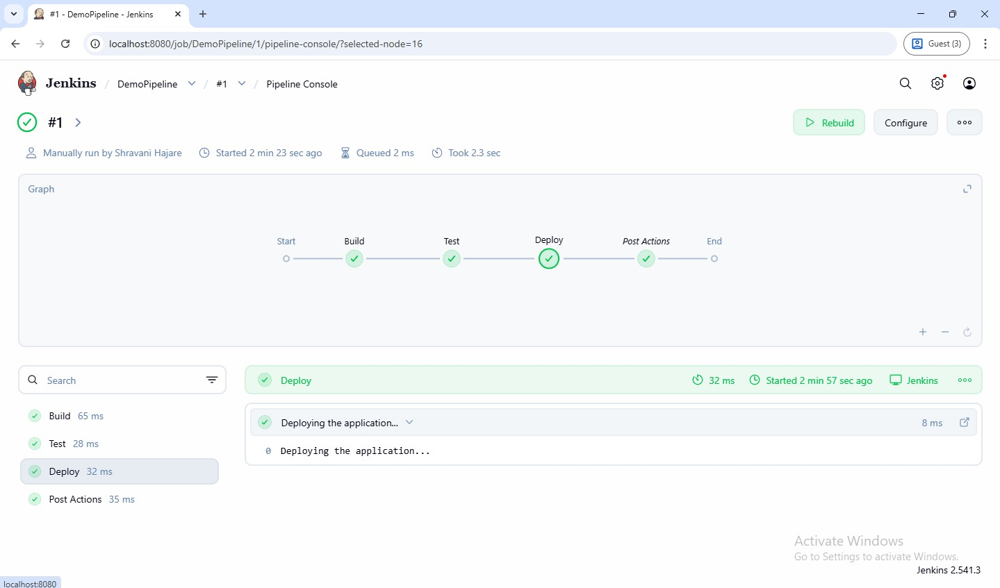 #1 - DemoPipeline - Jenkins
localhost:8080/job/DemoPipeline/1/pipeline-console/?selected-node=16
Guest (3)
Jenkins / DemoPipeline / #1 / Pipeline Console
#1
Rebuild
Configure
Manually run by Shravani Hajare
Started 2 min 23 sec ago
Queued 2 ms
Took 2.3 sec
Graph
Start
Build
Test
Deploy
Post Actions
End
Search
Build 65 ms
Test 28 ms
Deploy 32 ms
Post Actions 35 ms
Deploy
32 ms
Started 2 min 57 sec ago
Jenkins
Deploying the application...
8 ms
0 Deploying the application...
Activate Windows
Go to Settings to activate Windows.
Jenkins 2.541.3
localhost:8080